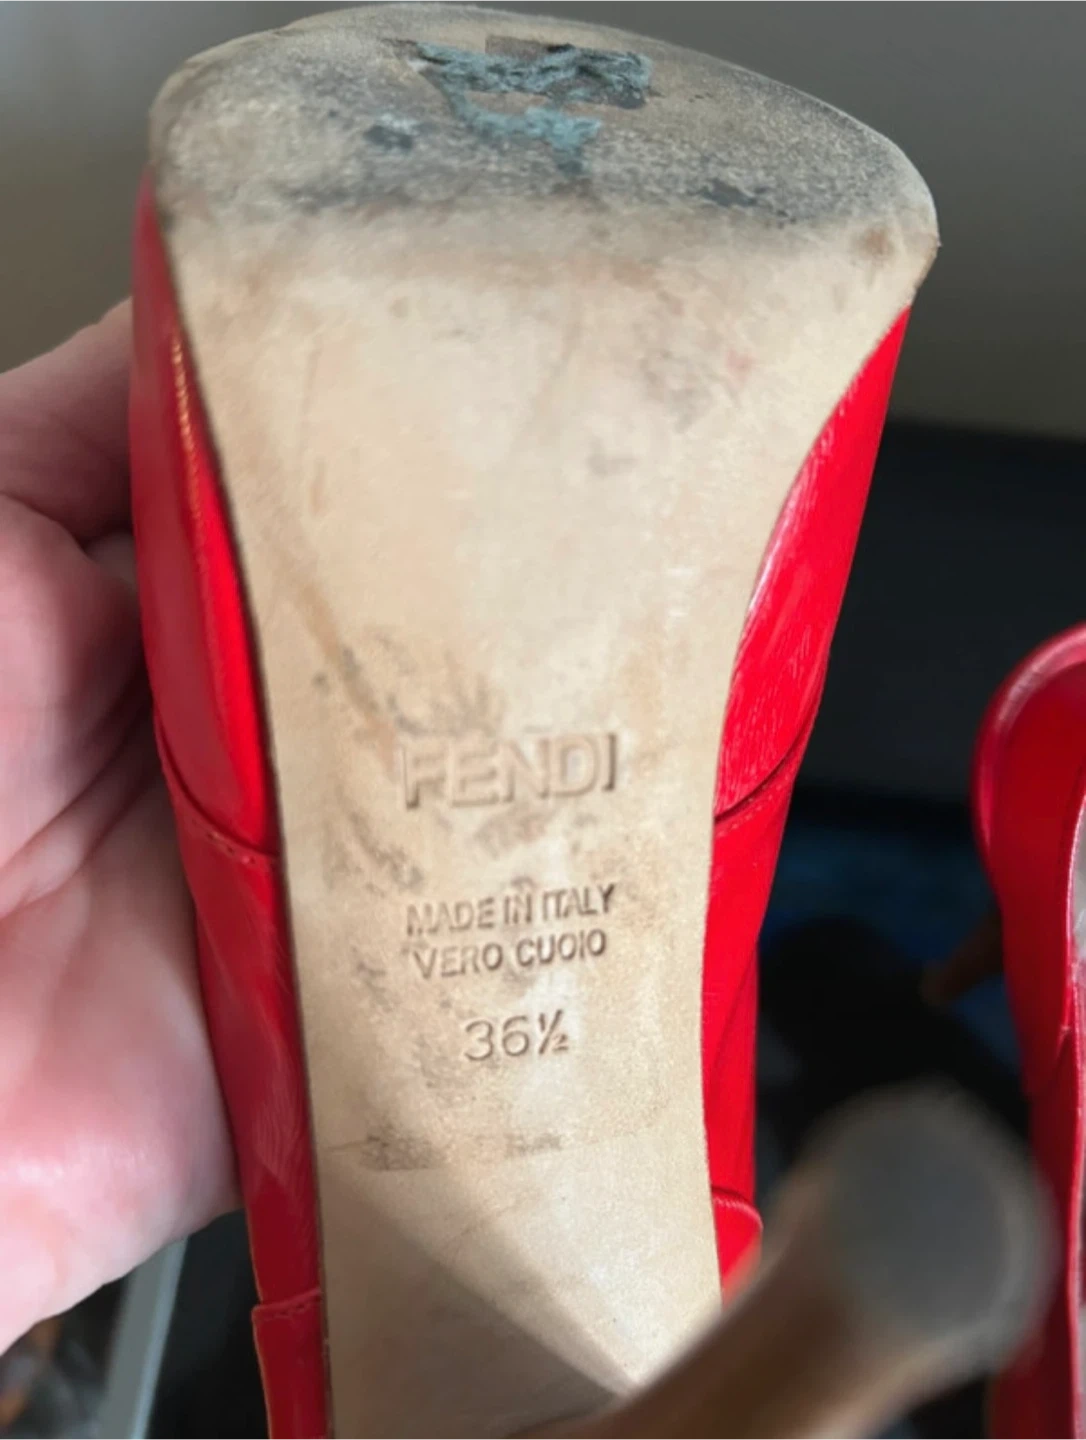 FENDI
MADE IN ITALY
VERO CUOIO
36½